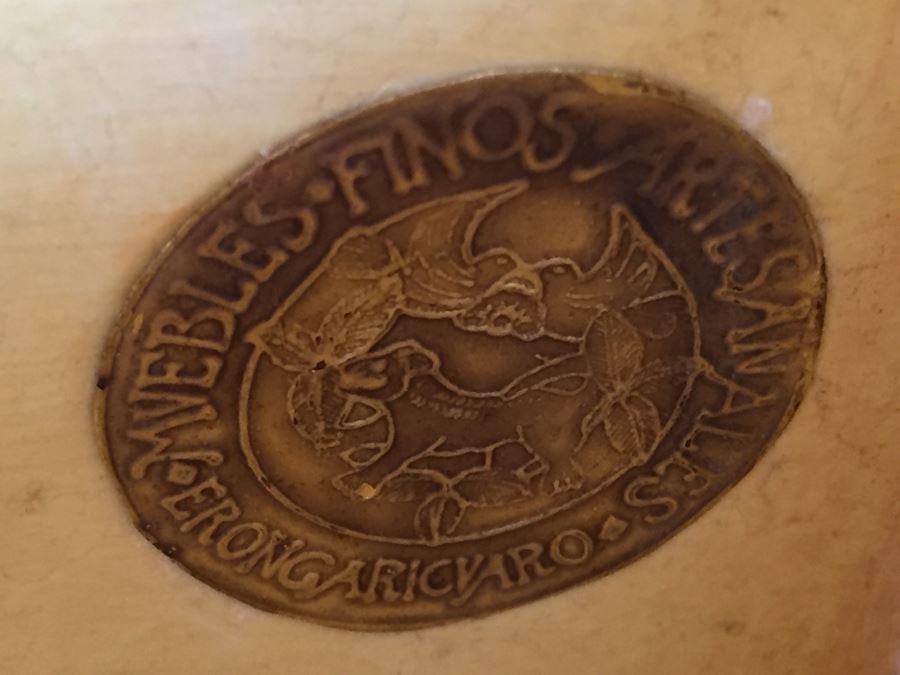 MVEBLES · FINOS ARTESANALES
· ERONGARICVARO ·